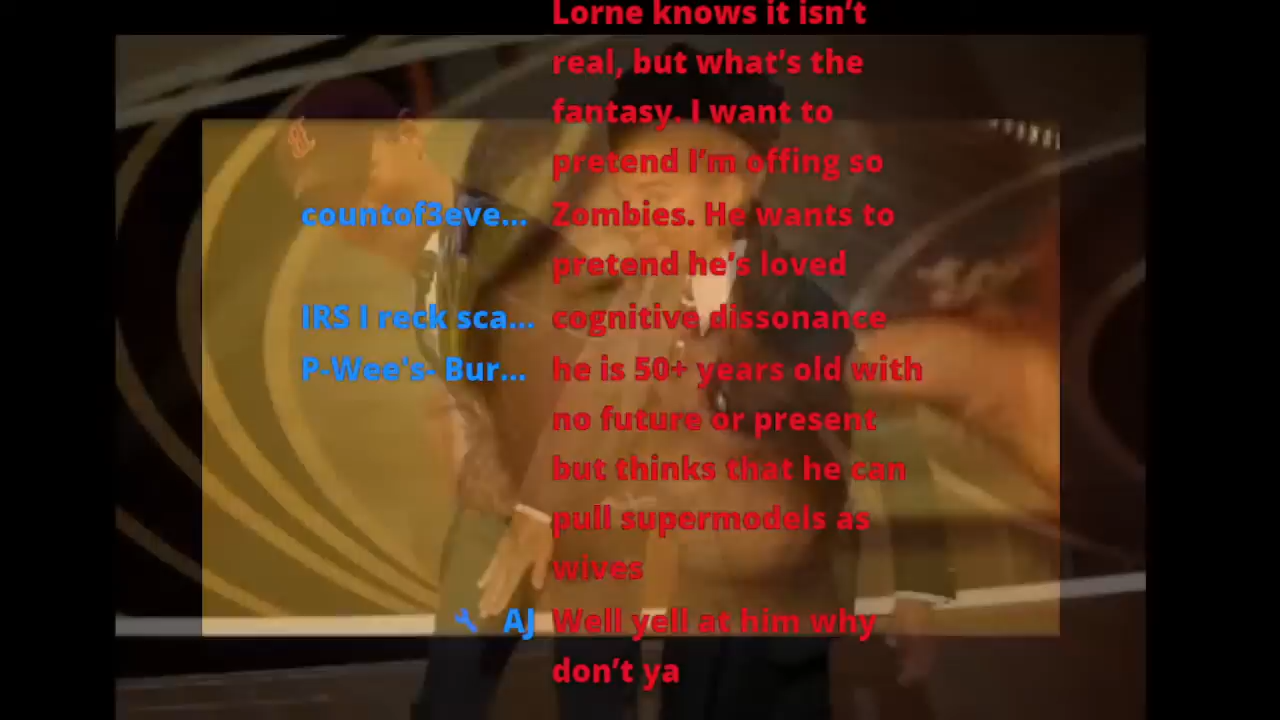 Lorne knows it isn't
real, but what's the
fantasy. I want to
pretend I'm offing so
countof3eve... Zombies. He wants to
pretend he's loved
IRS I reck sca... cognitive dissonance
P-Wee's- Bur... he is 50+ years old with
no future or present
but thinks that he can
pull supermodels as
wives
AJ Well yell at him why
don't ya